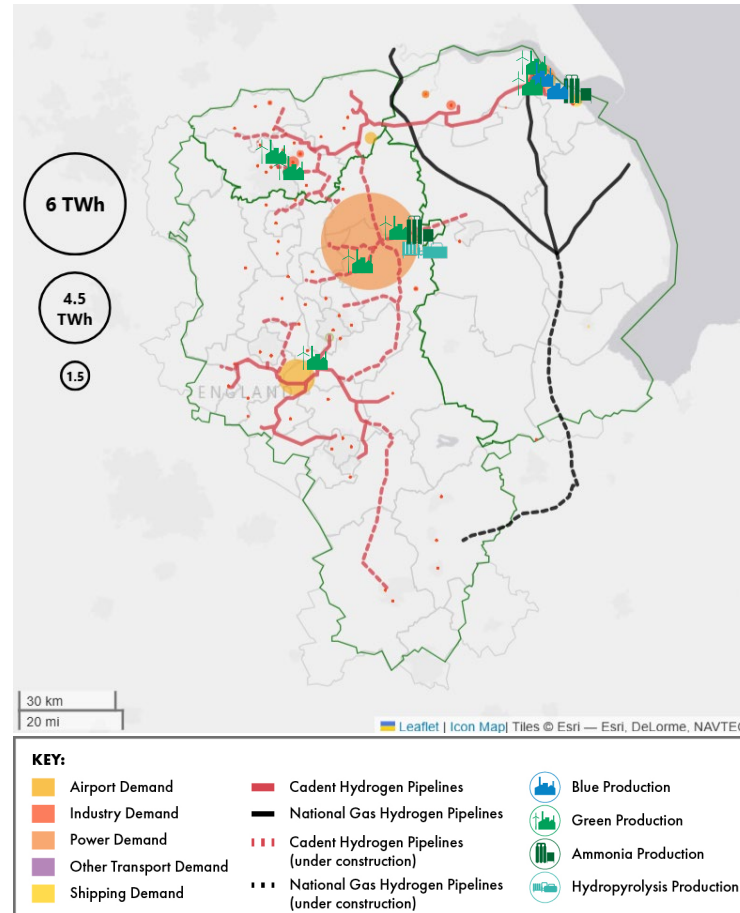 6 TWh
4.5
TWh
1.5
ENGLAND
30 km
20 mi
Leaflet | Icon Map| Tiles © Esri — Esri, DeLorme, NAVTEQ
KEY:
Airport Demand
Industry Demand
Power Demand
Other Transport Demand
Shipping Demand
Cadent Hydrogen Pipelines
National Gas Hydrogen Pipelines
Cadent Hydrogen Pipelines
(under construction)
National Gas Hydrogen Pipelines
(under construction)
Blue Production
Green Production
Ammonia Production
Hydropyrolysis Production